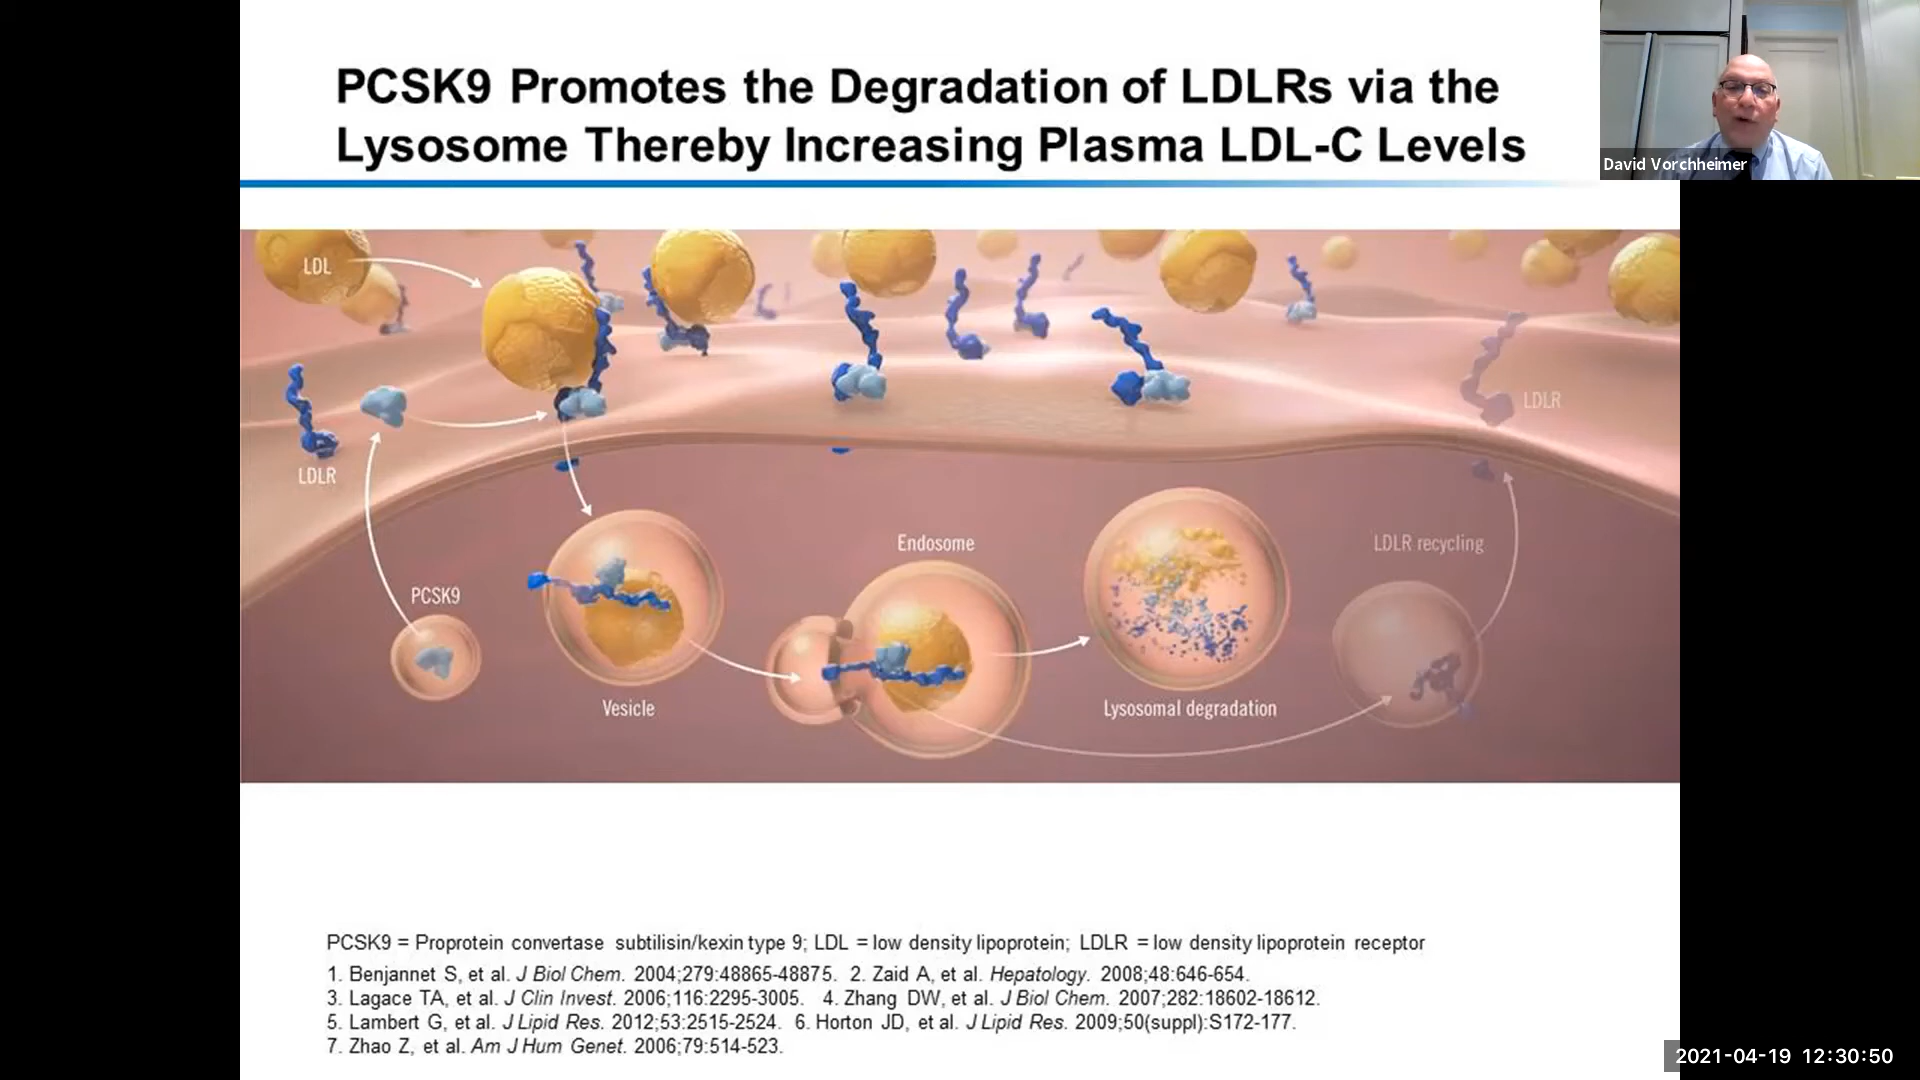 PCSK9 Promotes the Degradation of LDLRs via the
Lysosome Thereby Increasing Plasma LDL-C Levels
David Vorchheimer
LDL
LDLR
LDLR
Endosome
LDLR recycling
PCSK9
Vesicle
Lysosomal degradation
PCSK9 = Proprotein convertase subtilisin/kexin type 9; LDL = low density lipoprotein; LDLR = low density lipoprotein receptor
1. Benjannet S, et al. J Biol Chem. 2004;279:48865-48875. 2. Zaid A, et al. Hepatology. 2008;48:646-654.
3. Lagace TA, et al. J Clin Invest. 2006;116:2295-3005. 4. Zhang DW, et al. J Biol Chem. 2007;282:18602-18612.
5. Lambert G, et al. J Lipid Res. 2012;53:2515-2524. 6. Horton JD, et al. J Lipid Res. 2009;50(suppl):S172-177.
7. Zhao Z, et al. Am J Hum Genet. 2006;79:514-523.
2021-04-19 12:30:50